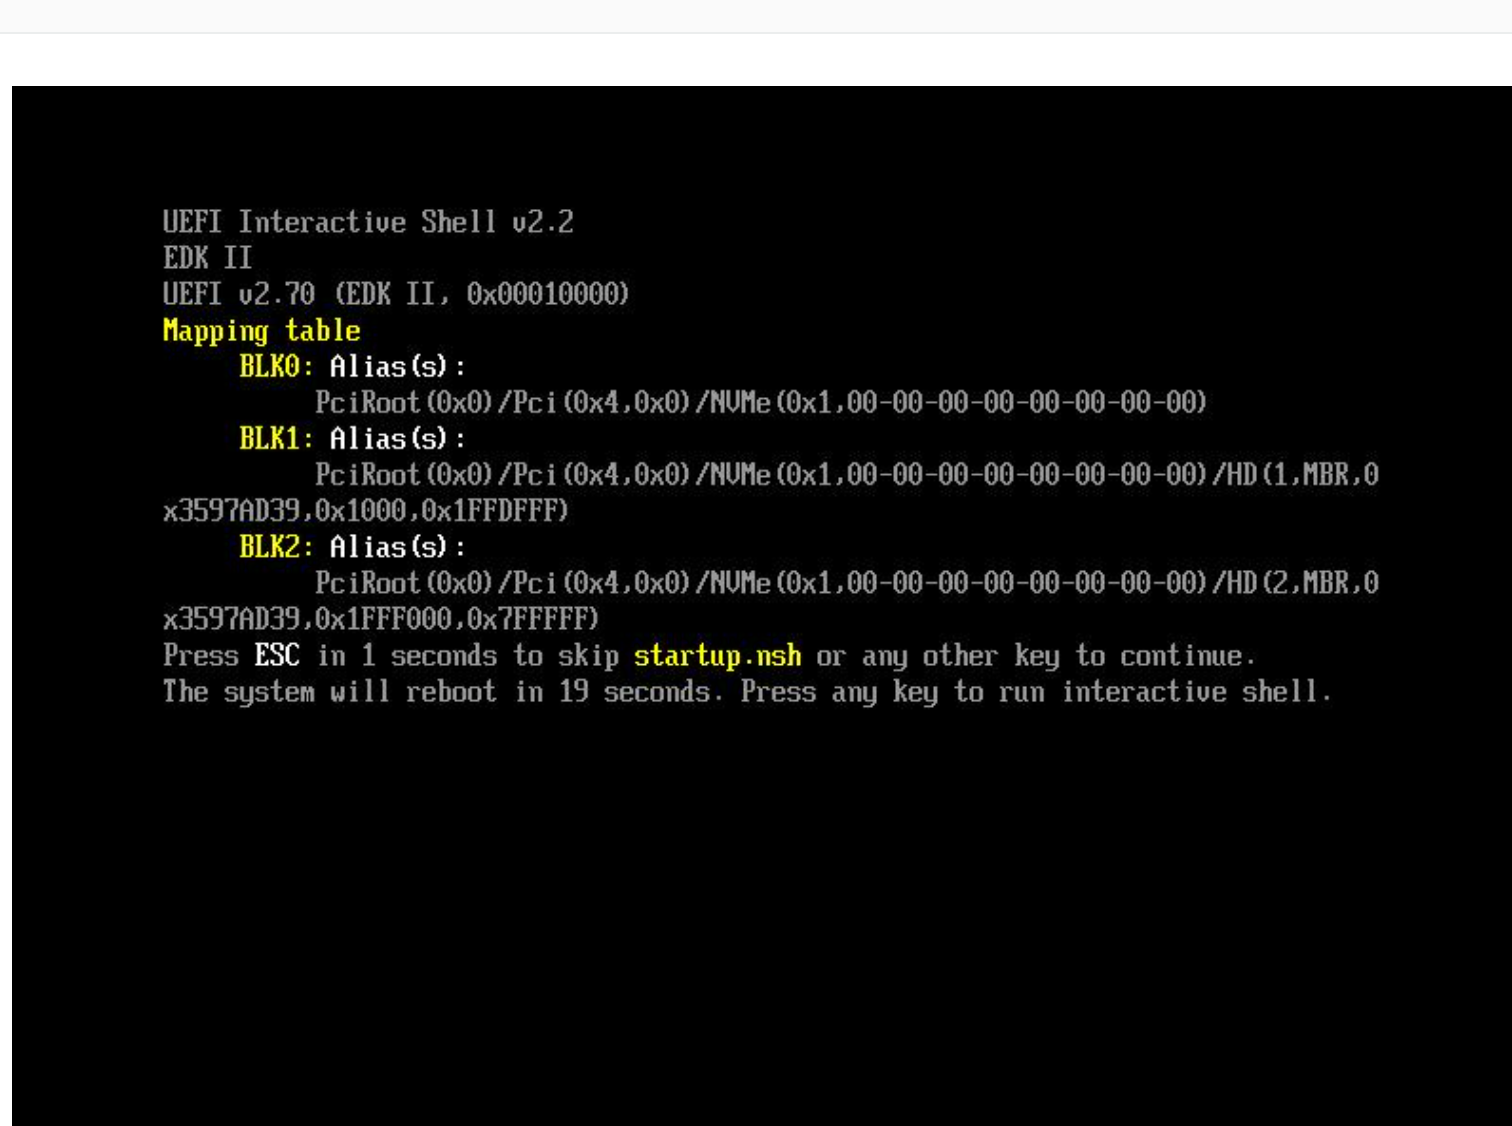 UEFI Interactive Shell v2.2
EDK II
UEFI v2.70 (EDK II, 0x00010000)
Mapping table
BLK0: Alias(s):
PciRoot(0x0)/Pci(0x4,0x0)/NVMe(0x1,00-00-00-00-00-00-00-00)
BLK1: Alias(s):
PciRoot(0x0)/Pci(0x4,0x0)/NVMe(0x1,00-00-00-00-00-00-00-00)/HD(1,MBR,0
x3597AD39,0x1000,0x1FFDFFF)
BLK2: Alias(s):
PciRoot(0x0)/Pci(0x4,0x0)/NVMe(0x1,00-00-00-00-00-00-00-00)/HD(2,MBR,0
x3597AD39,0x1FFF000,0x7FFFFF)
Press ESC in 1 seconds to skip startup.nsh or any other key to continue.
The system will reboot in 19 seconds. Press any key to run interactive shell.